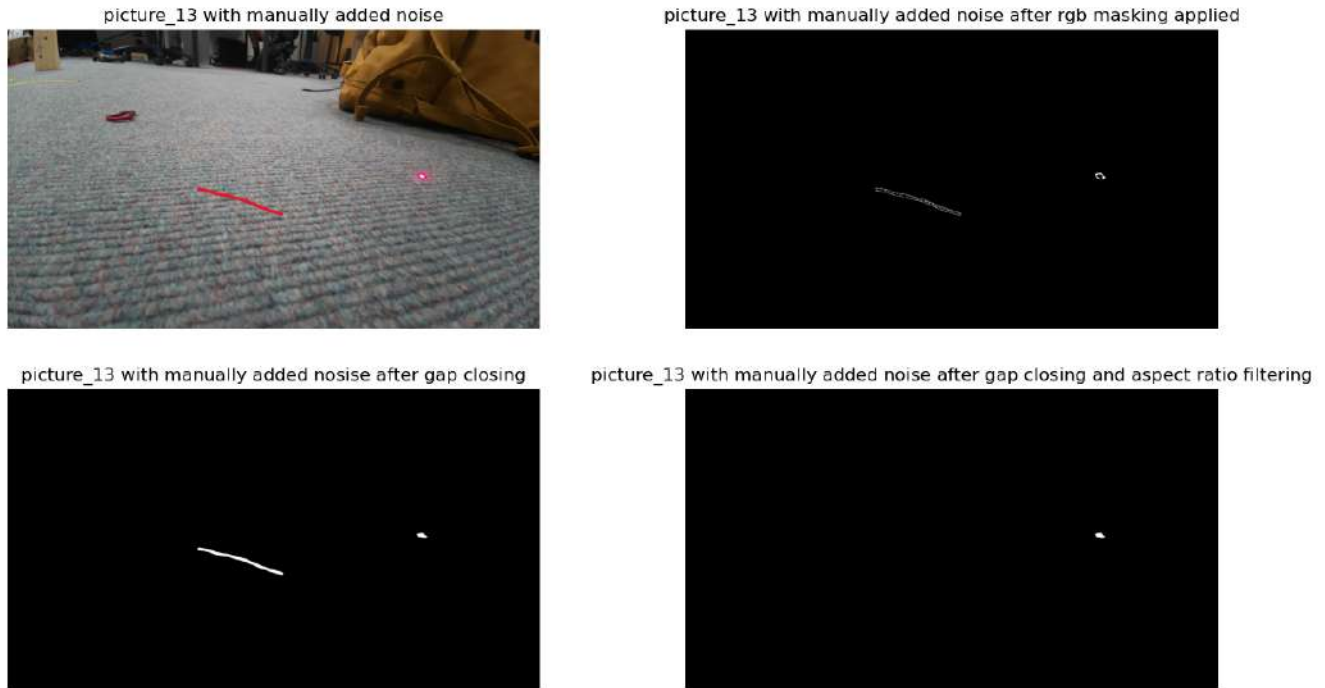 picture_13 with manually added noise
picture_13 with manually added noise after rgb masking applied
picture_13 with manually added nosise after gap closing
picture_13 with manually added noise after gap closing and aspect ratio filtering